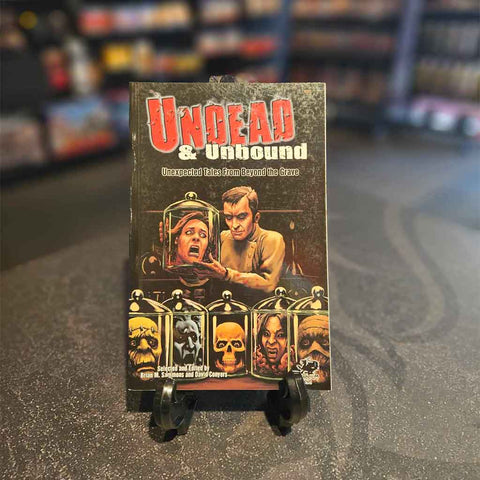 UNDEAD
& Unbound
Unexpected Tales From Beyond the Grave
Selected and Edited by
Brian M. Sammons and David Conyers